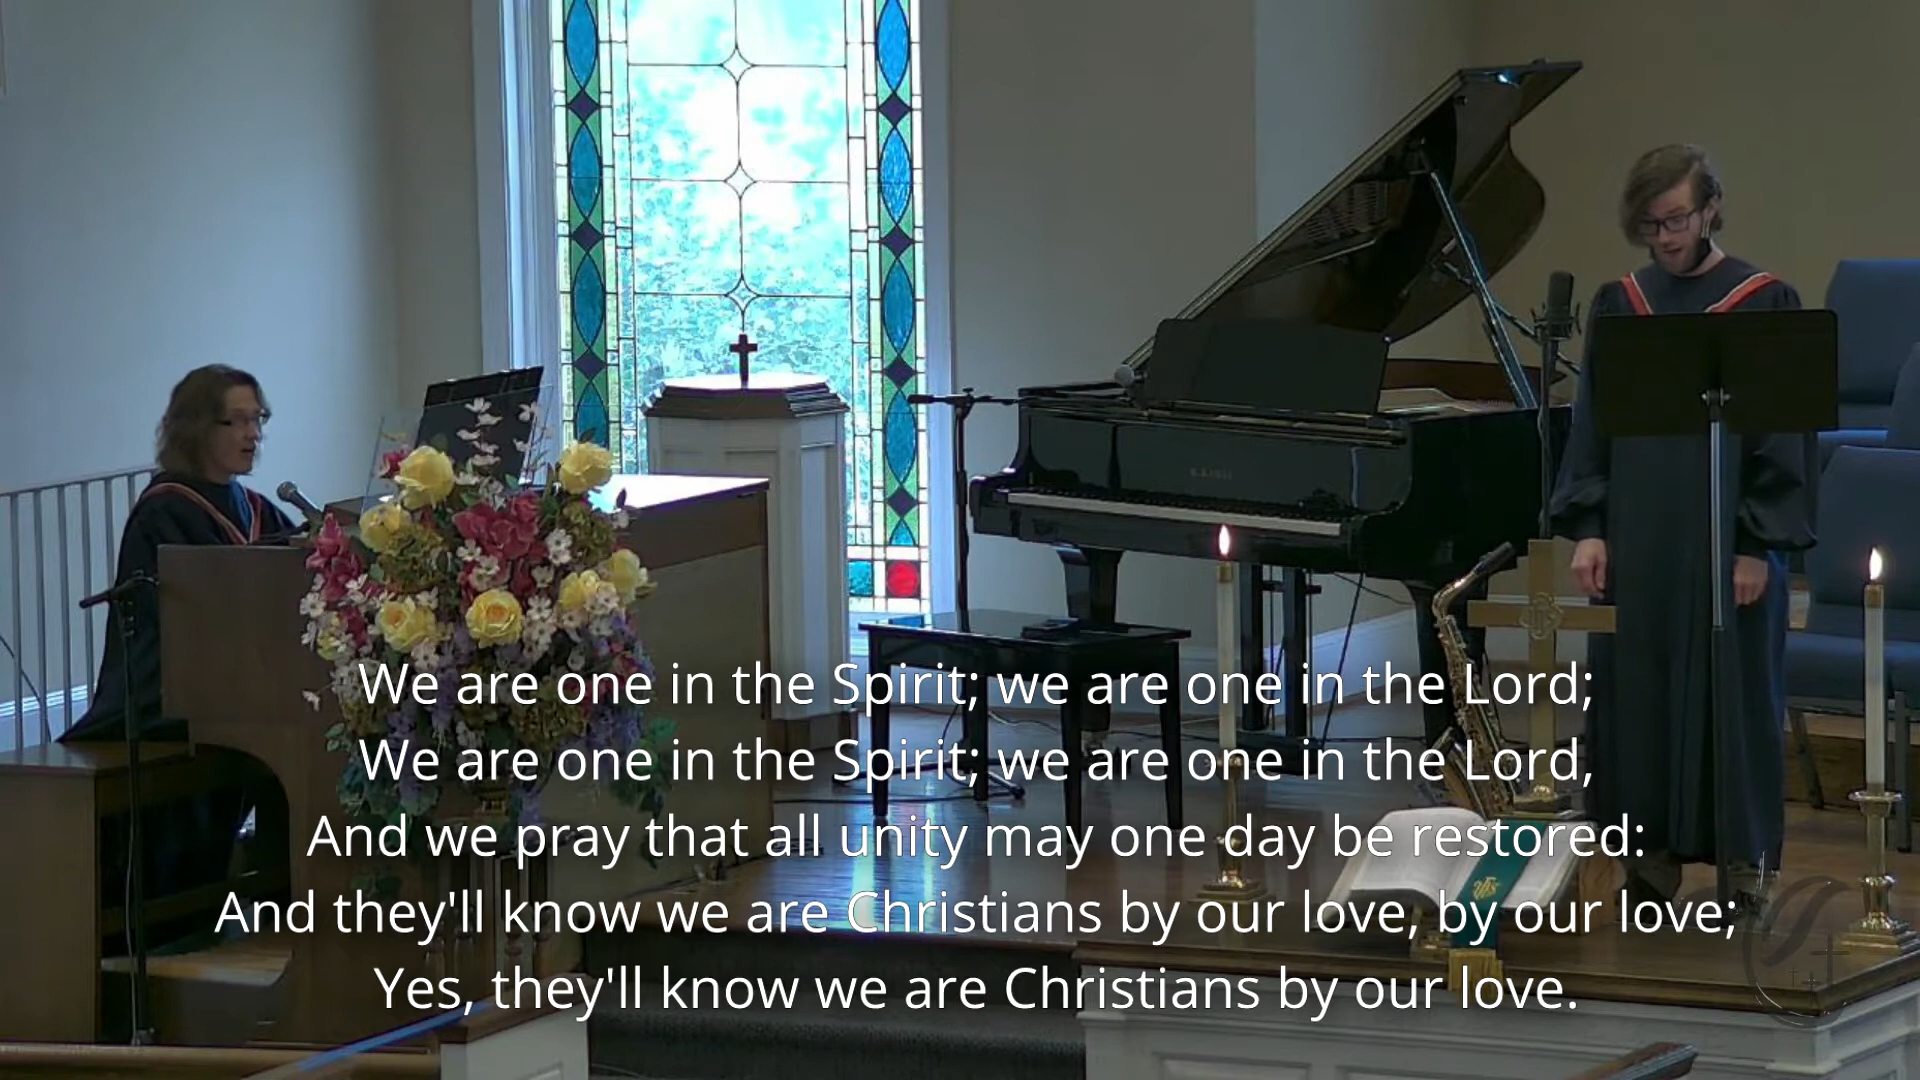 We are one in the Spirit; we are one in the Lord;
We are one in the Spirit; we are one in the Lord,
And we pray that all unity may one day be restored:
And they'll know we are Christians by our love, by our love;
Yes, they'll know we are Christians by our love.